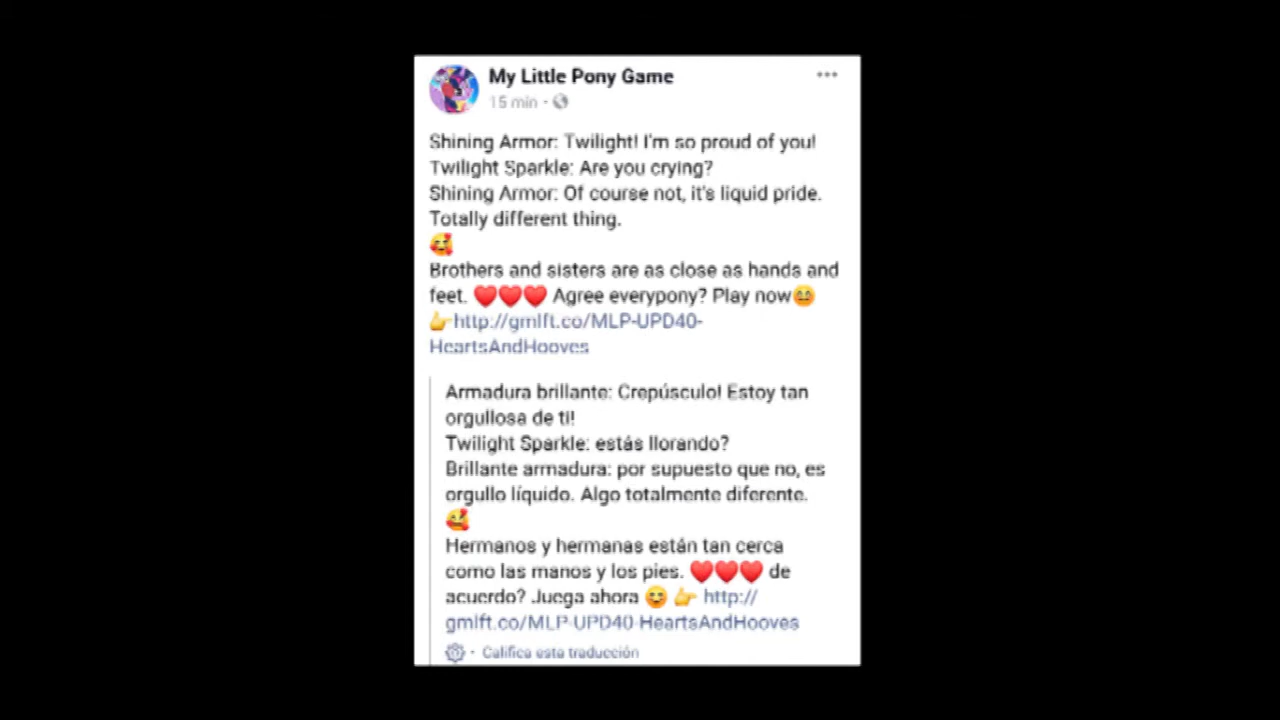 My Little Pony Game
15 min ·
Shining Armor: Twilight! I'm so proud of you!
Twilight Sparkle: Are you crying?
Shining Armor: Of course not, it's liquid pride.
Totally different thing.
🥰
Brothers and sisters are as close as hands and
feet. ❤️❤️❤️ Agree everypony? Play now😆
👉http://gmlft.co/MLP-UPD40-
HeartsAndHooves
Armadura brillante: Crepúsculo! Estoy tan
orgullosa de ti!
Twilight Sparkle: estás llorando?
Brillante armadura: por supuesto que no, es
orgullo líquido. Algo totalmente diferente.
🥰
Hermanos y hermanas están tan cerca
como las manos y los pies. ❤️❤️❤️ de
acuerdo? Juega ahora 😆 👉 http://
gmlft.co/MLP-UPD40-HeartsAndHooves
· Califica esta traducción